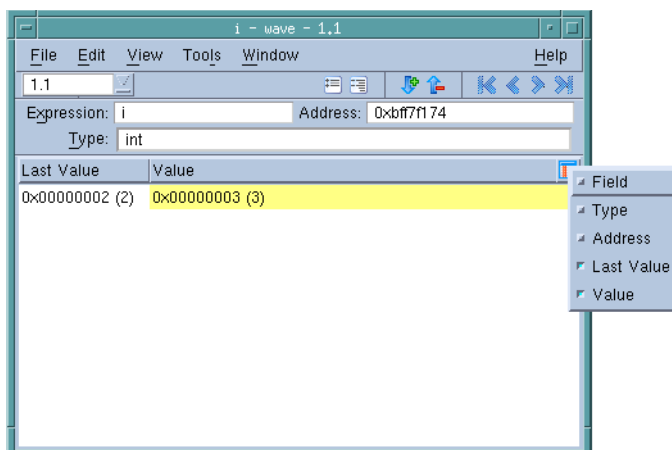 i - wave - 1.1
File Edit View Tools Window Help
1.1
Expression: i Address: 0xbff7f174
Type: int
Last Value Value
0x00000002 (2) 0x00000003 (3)
Field
Type
Address
Last Value
Value